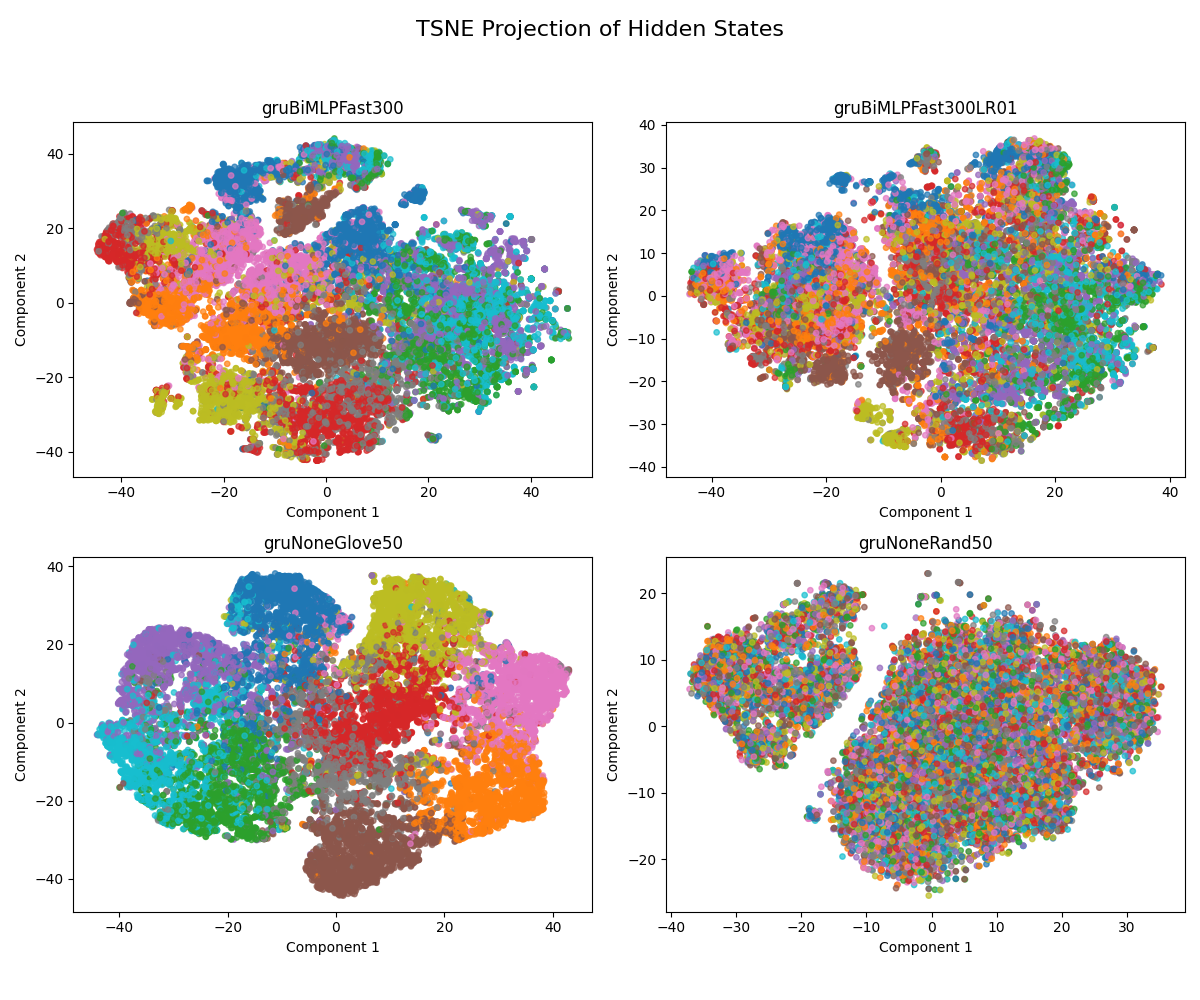 TSNE Projection of Hidden States
gruBiMLPFast300
40
20
0
−20
−40
Component 2
−40 −20 0 20 40
Component 1
gruBiMLPFast300LR01
40
30
20
10
0
−10
−20
−30
−40
Component 2
−40 −20 0 20 40
Component 1
gruNoneGlove50
40
20
0
−20
−40
Component 2
−40 −20 0 20 40
Component 1
gruNoneRand50
20
10
0
−10
−20
Component 2
−40 −30 −20 −10 0 10 20 30
Component 1